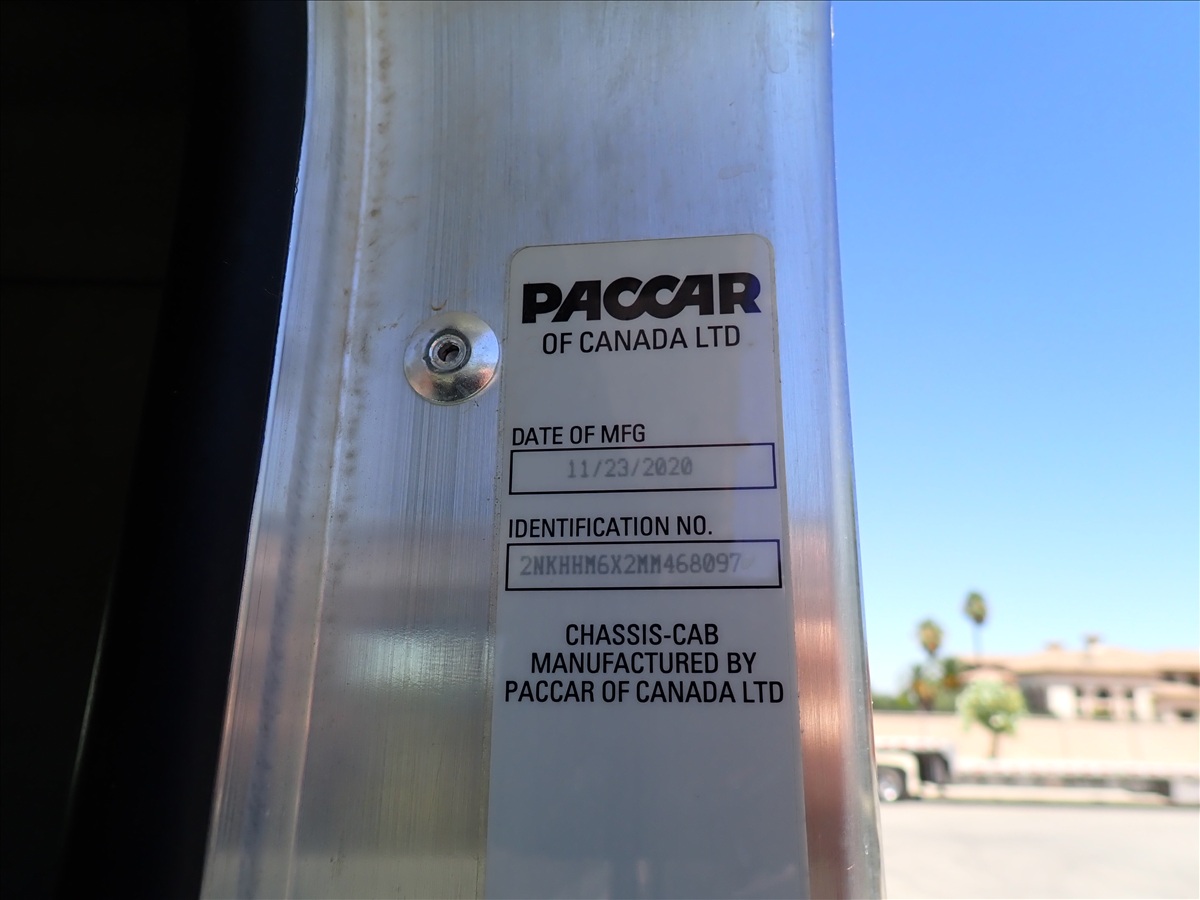 PACCAR
OF CANADA LTD
DATE OF MFG
11/23/2020
IDENTIFICATION NO.
2NKHHM6X2MM468097
CHASSIS-CAB
MANUFACTURED BY
PACCAR OF CANADA LTD